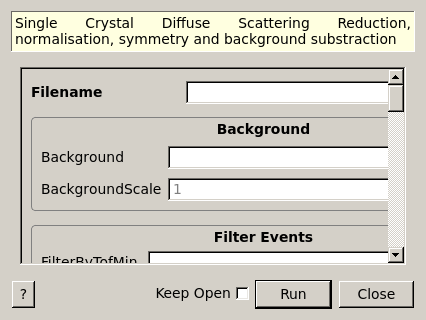 Single Crystal Diffuse Scattering Reduction,
normalisation, symmetry and background substraction
Filename
Background
Background
BackgroundScale 1
Filter Events
FilterByTofMin
? Keep Open Run Close